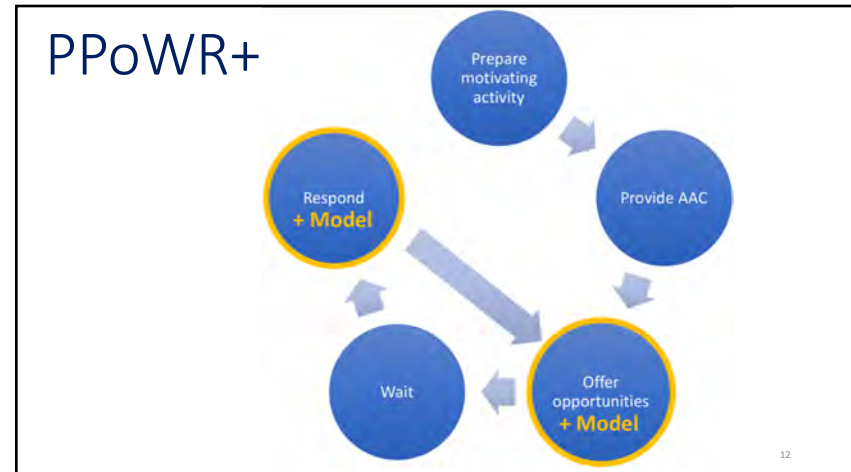 PPoWR+
Prepare
motivating
activity
Provide AAC
Offer
opportunities
+ Model
Wait
Respond
+ Model
12